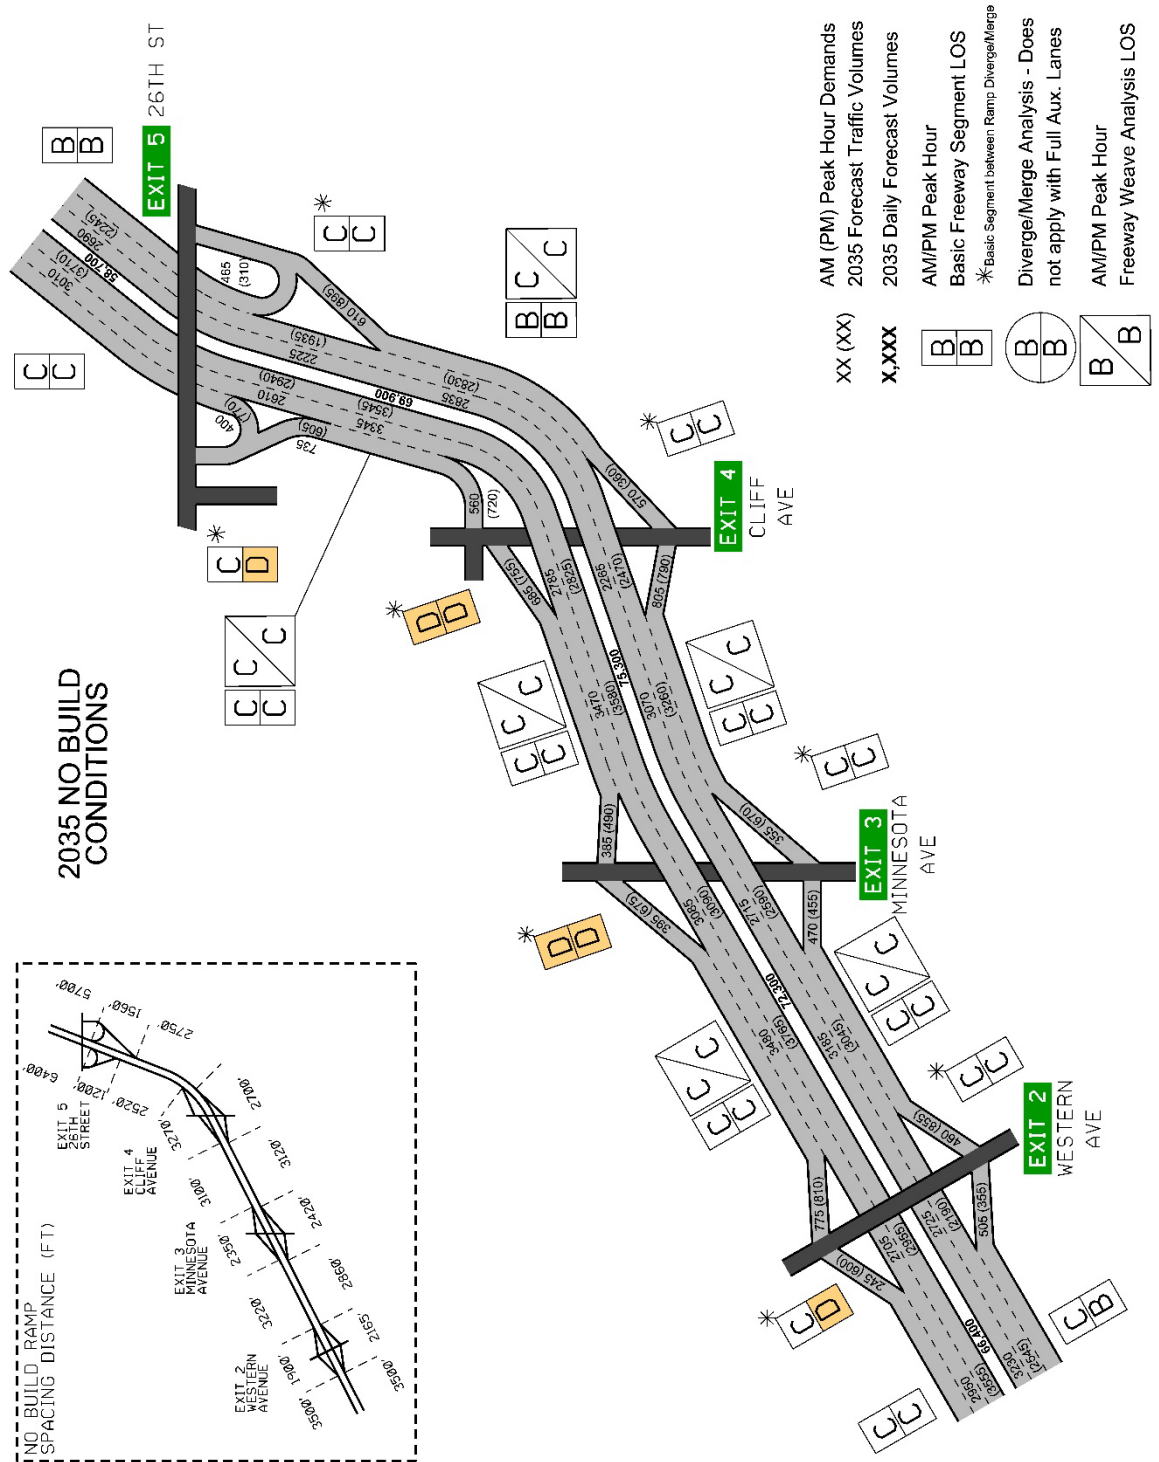 2035 NO BUILD
CONDITIONS
NO BUILD RAMP
SPACING DISTANCE (FT)
EXIT 5
26TH
STREET
EXIT 4
CLIFF
AVENUE
EXIT 3
MINNESOTA
AVENUE
EXIT 2
WESTERN
AVENUE
6400'
1200'
2520'
3270'
3100'
2350'
3220'
1900'
3500'
5700'
1560'
2750'
2700'
3120'
2420'
2860'
2165'
3500'
EXIT 5 26TH ST
EXIT 4
CLIFF
AVE
EXIT 3
MINNESOTA
AVE
EXIT 2
WESTERN
AVE
3010
(3710)
58,700
2690
(2245)
400
(770)
465
(310)
735
(605)
2610
(2940)
2225
(1935)
610 (895)
3345
(3545)
69,900
2835
(2830)
560
(720)
685 (755)
2785
(2825)
2265
(2470)
570 (360)
805 (790)
3470
(3580)
75,300
3070
(3260)
385 (490)
395 (675)
3085
(3090)
2715
(2590)
355 (670)
470 (455)
3480
(3765)
72,300
3185
(3045)
775 (810)
245 (600)
2705
(2955)
2725
(2190)
460 (855)
505 (355)
2950
(3555)
66,400
3230
(2545)
C
C
B
B
*
C
D
*
C
C
C
C
C
C
B
B
C
C
*
D
D
*
C
C
C
C
C
C
C
C
C
C
*
D
D
*
C
C
C
C
C
C
C
C
C
C
*
C
D
*
C
C
C
C
C
B
XX (XX)
AM (PM) Peak Hour Demands
2035 Forecast Traffic Volumes
X,XXX
2035 Daily Forecast Volumes
B
B
AM/PM Peak Hour
Basic Freeway Segment LOS
*Basic Segment between Ramp Diverge/Merge
B
B
Diverge/Merge Analysis - Does
not apply with Full Aux. Lanes
B
B
AM/PM Peak Hour
Freeway Weave Analysis LOS